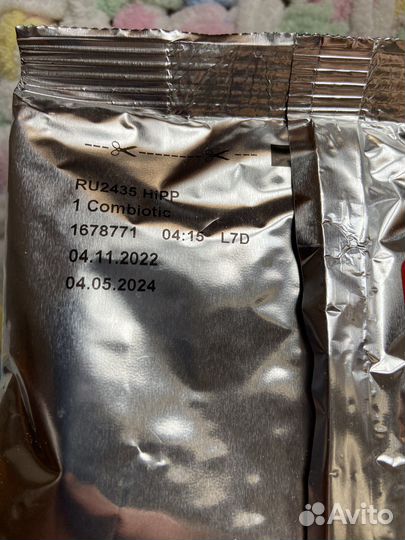 RU2435 HiPP
1 Combiotic
1678771 04:15 L7D
04.11.2022
04.05.2024
Avito